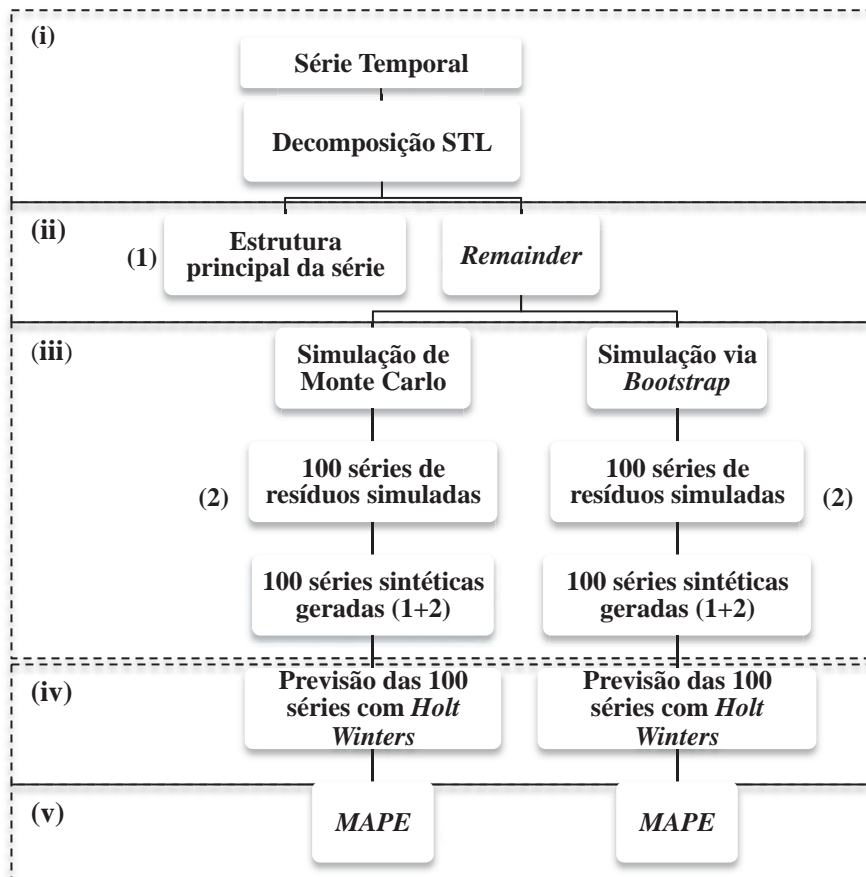 (i)
Série Temporal
Decomposição STL
(ii)
(1)
Estrutura
principal da série
Remainder
(iii)
Simulação de
Monte Carlo
Simulação via
Bootstrap
(2)
100 séries de
resíduos simuladas
100 séries de
resíduos simuladas
(2)
100 séries sintéticas
geradas (1+2)
100 séries sintéticas
geradas (1+2)
(iv)
Previsão das 100
séries com Holt
Winters
Previsão das 100
séries com Holt
Winters
(v)
MAPE
MAPE